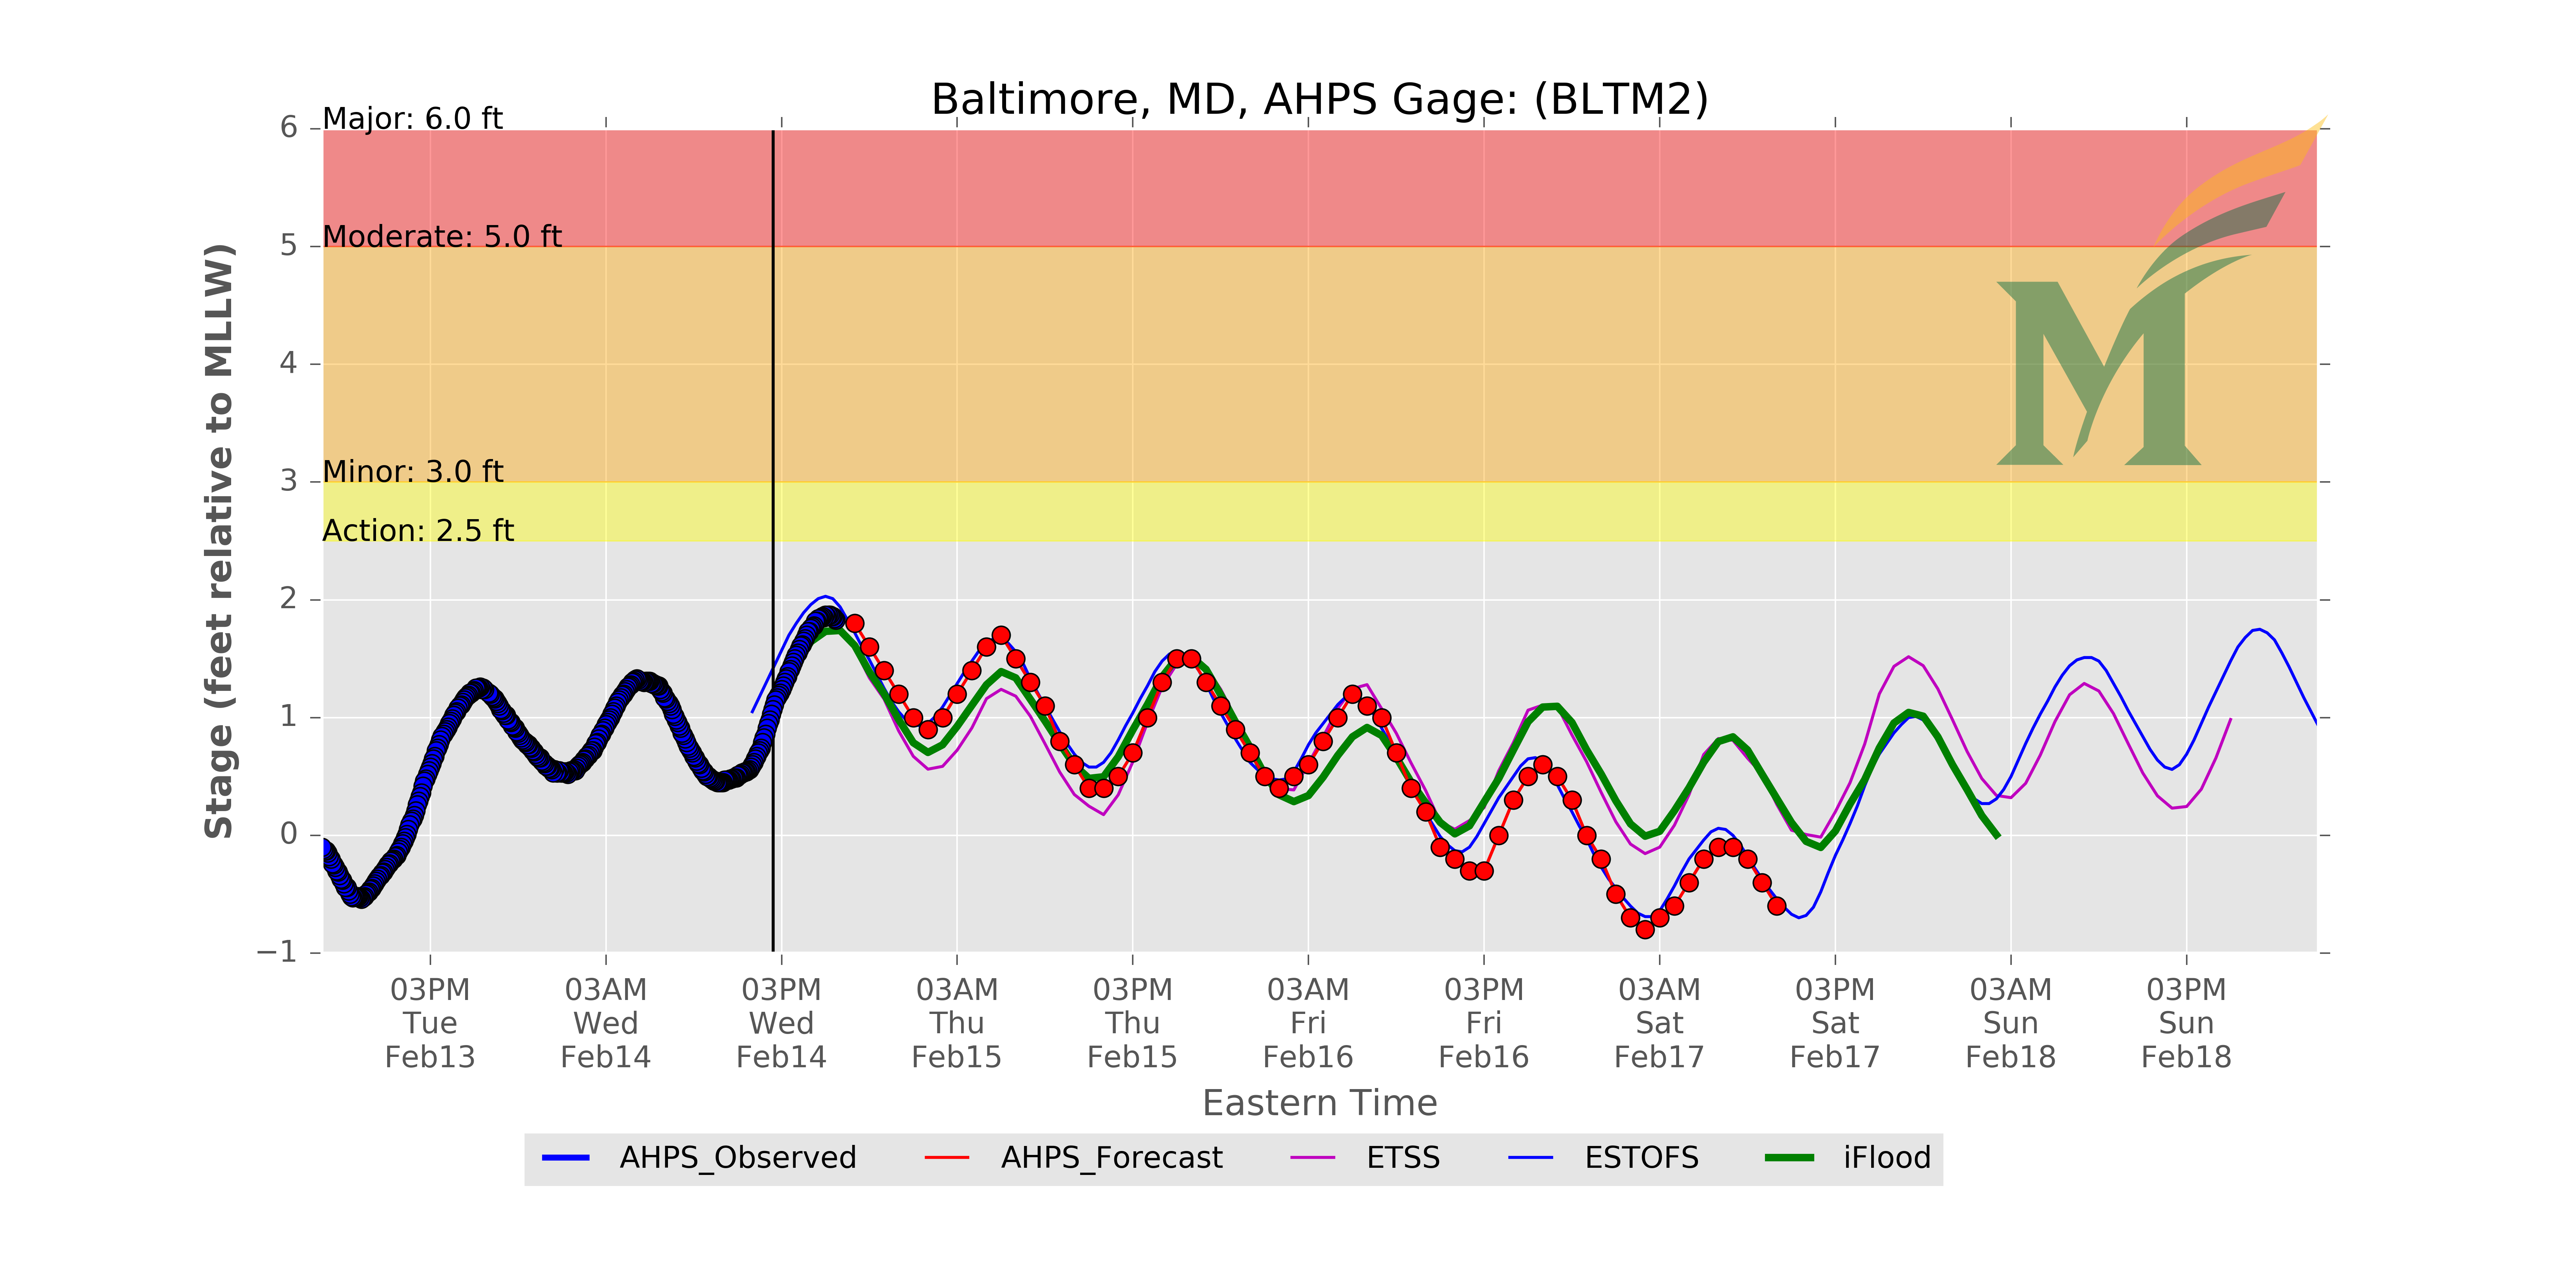 Baltimore, MD, AHPS Gage: (BLTM2)
Major: 6.0 ft
Moderate: 5.0 ft
Minor: 3.0 ft
Action: 2.5 ft
6
5
4
3
2
1
0
−1
Stage (feet relative to MLLW)
03PM
Tue
Feb13
03AM
Wed
Feb14
03PM
Wed
Feb14
03AM
Thu
Feb15
03PM
Thu
Feb15
03AM
Fri
Feb16
03PM
Fri
Feb16
03AM
Sat
Feb17
03PM
Sat
Feb17
03AM
Sun
Feb18
03PM
Sun
Feb18
Eastern Time
AHPS_Observed
AHPS_Forecast
ETSS
ESTOFS
iFlood
M